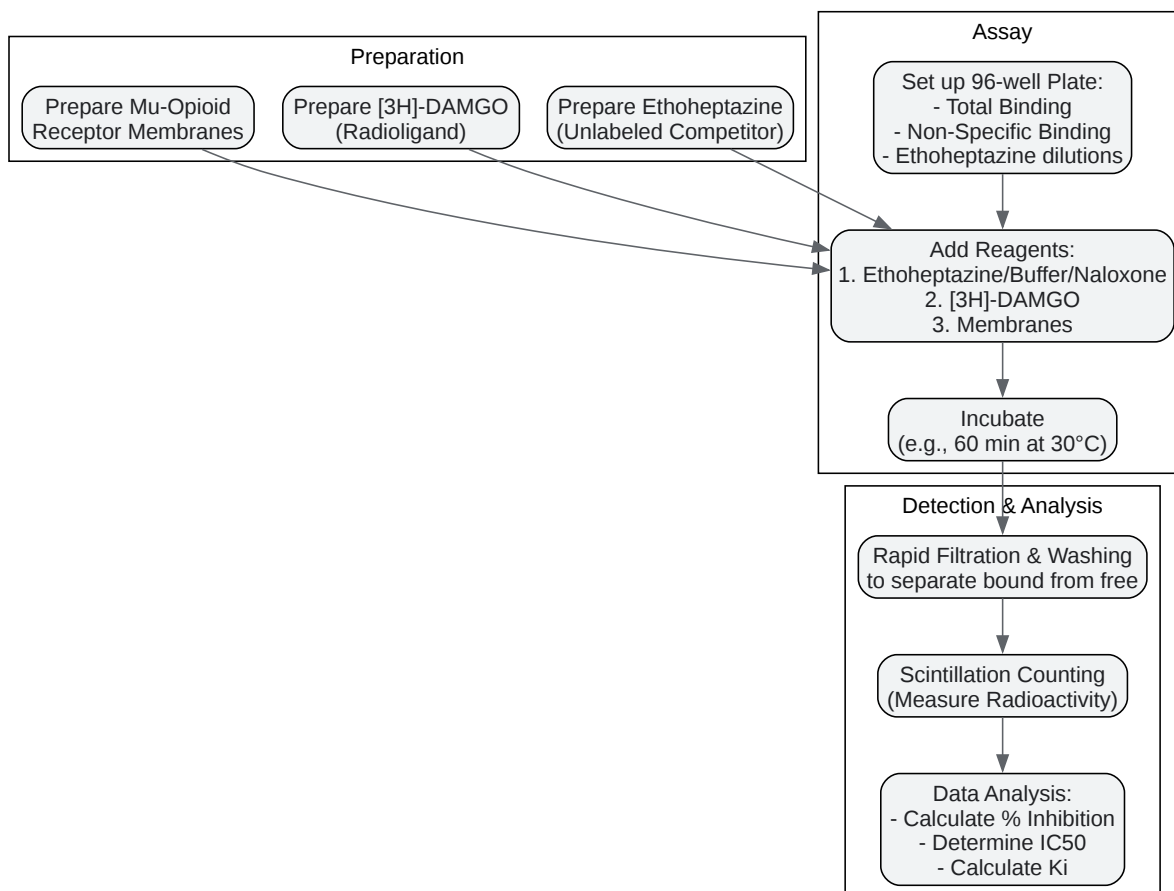 Preparation
Prepare Mu-Opioid
Receptor Membranes
Prepare [3H]-DAMGO
(Radioligand)
Prepare Ethoheptazine
(Unlabeled Competitor)
Assay
Set up 96-well Plate:
- Total Binding
- Non-Specific Binding
- Ethoheptazine dilutions
Add Reagents:
1. Ethoheptazine/Buffer/Naloxone
2. [3H]-DAMGO
3. Membranes
Incubate
(e.g., 60 min at 30°C)
Detection & Analysis
Rapid Filtration & Washing
to separate bound from free
Scintillation Counting
(Measure Radioactivity)
Data Analysis:
- Calculate % Inhibition
- Determine IC50
- Calculate Ki